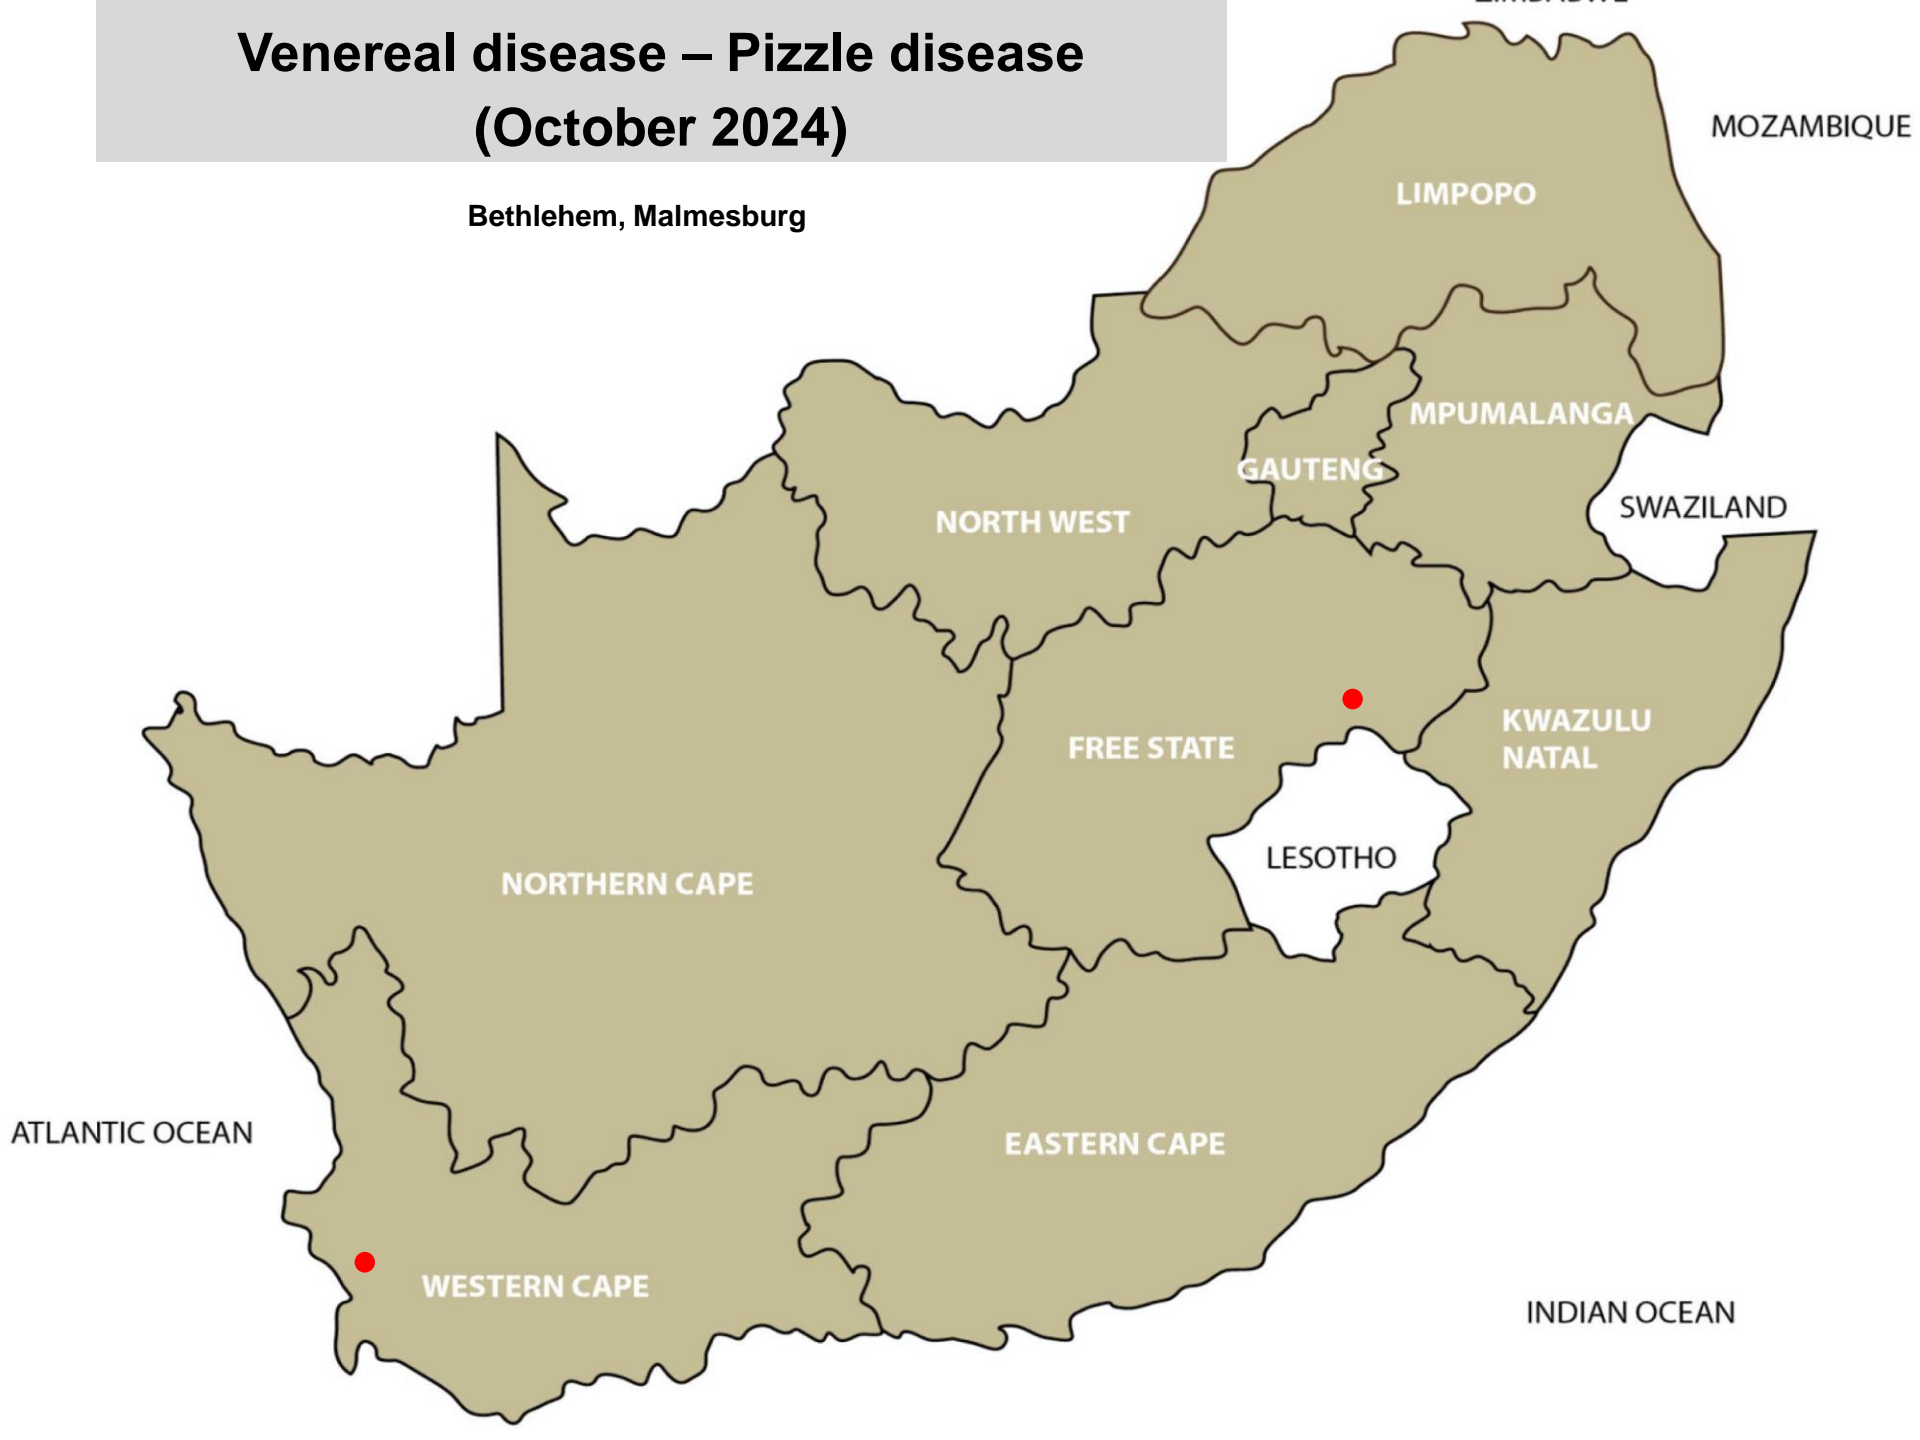 Venereal disease – Pizzle disease
(October 2024)
Bethlehem, Malmesburg
MOZAMBIQUE
LIMPOPO
MPUMALANGA
GAUTENG
SWAZILAND
NORTH WEST
KWAZULU
NATAL
FREE STATE
LESOTHO
NORTHERN CAPE
ATLANTIC OCEAN
EASTERN CAPE
WESTERN CAPE
INDIAN OCEAN